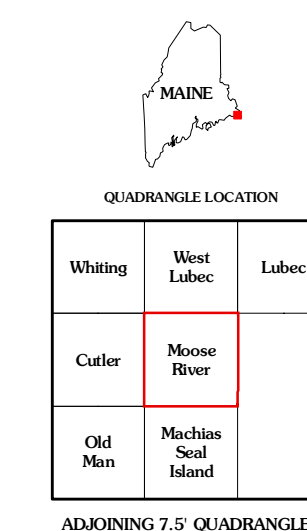 MAINE
QUADRANGLE LOCATION
Whiting
West
Lubec
Lubec
Cutler
Moose
River
Old
Man
Machias
Seal
Island
ADJOINING 7.5' QUADRANGLE